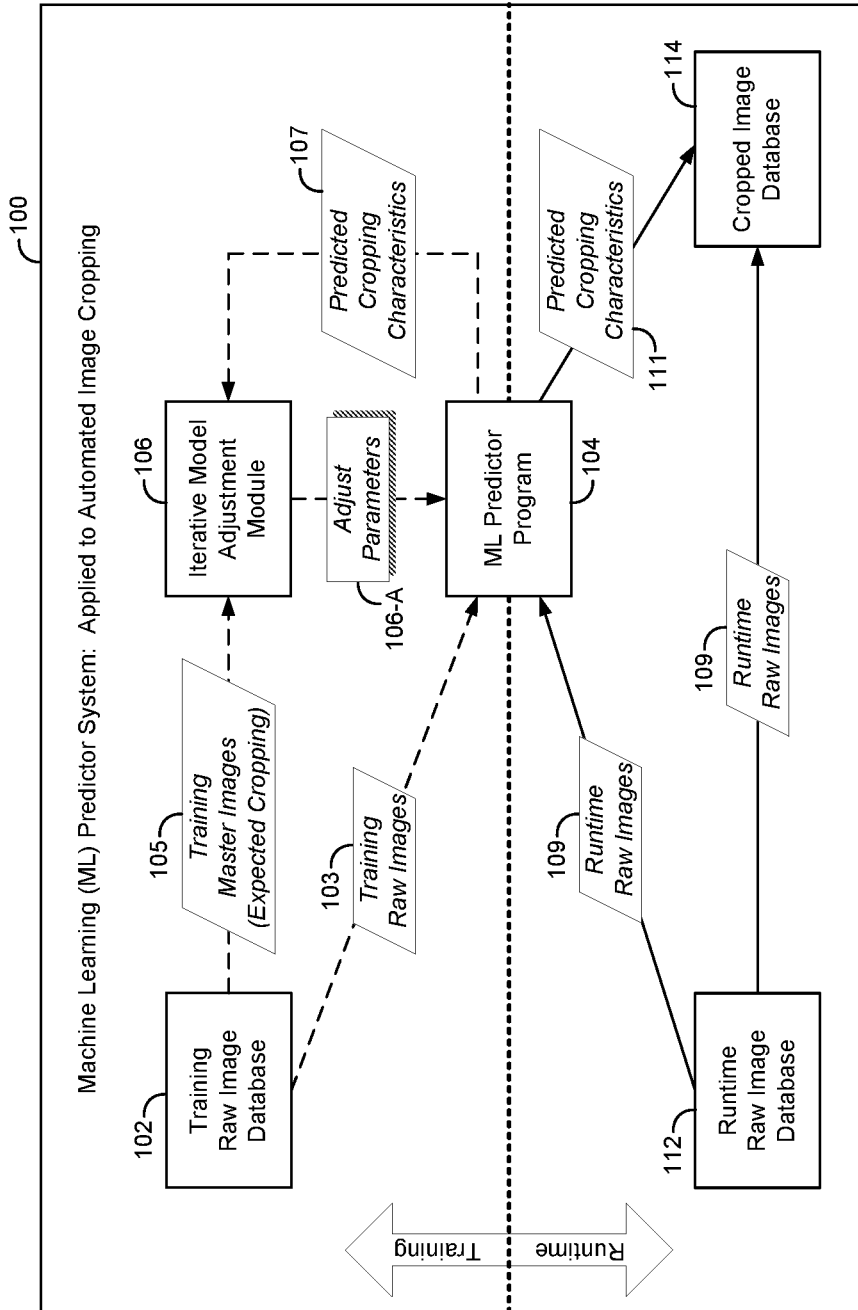 100
Machine Learning (ML) Predictor System: Applied to Automated Image Cropping
102
Training
Raw Image
Database
105
Training
Master Images
(Expected Cropping)
106
Iterative Model
Adjustment
Module
107
Predicted
Cropping
Characteristics
103
Training
Raw Images
Adjust
Parameters
106-A
Training
Runtime
ML Predictor
Program
104
Predicted
Cropping
Characteristics
111
109
Runtime
Raw Images
112
Runtime
Raw Image
Database
109
Runtime
Raw Images
114
Cropped Image
Database